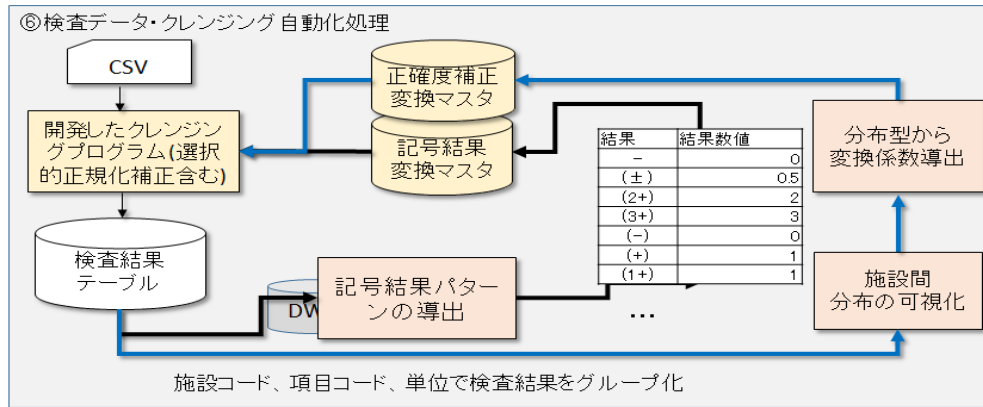 ⑥検査データ・クレンジング 自動化処理
CSV
開発したクレンジン
グプログラム(選択
的正規化補正含む)
検査結果
テーブル
正確度補正
変換マスタ
記号結果
変換マスタ
結果 結果数値
－ 0
(±) 0.5
(2+) 2
(3+) 3
(－) 0
(+) 1
(1+) 1
…
分布型から
変換係数導出
施設間
分布の可視化
DW
記号結果パター
ンの導出
施設コード、項目コード、単位で検査結果をグループ化